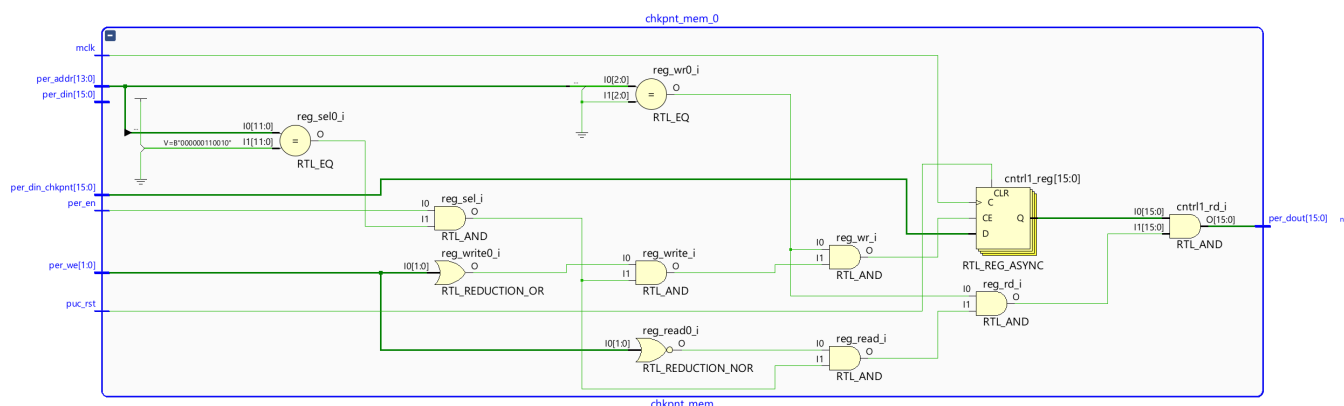 chkpnt_mem_0
mclk
per_addr[13:0]
per_din[15:0]
per_din_chkpnt[15:0]
per_en
per_we[1:0]
puc_rst
reg_wr0_i
I0[2:0]
I1[2:0]
O
=
RTL_EQ
reg_sel0_i
I0[11:0]
V=B"000000110010"
I1[11:0]
O
=
RTL_EQ
reg_sel_i
I0
I1
O
RTL_AND
reg_write0_i
I0[1:0]
O
RTL_REDUCTION_OR
reg_write_i
I0
I1
O
RTL_AND
reg_read0_i
I0[1:0]
O
RTL_REDUCTION_NOR
reg_wr_i
I0
I1
O
RTL_AND
reg_read_i
I0
I1
O
RTL_AND
cntrl1_reg[15:0]
CLR
C
CE
D
Q
RTL_REG_ASYNC
reg_rd_i
I0
I1
O
RTL_AND
cntrl1_rd_i
I0[15:0]
I1[15:0]
O[15:0]
RTL_AND
per_dout[15:0]
n
chkpnt_mem